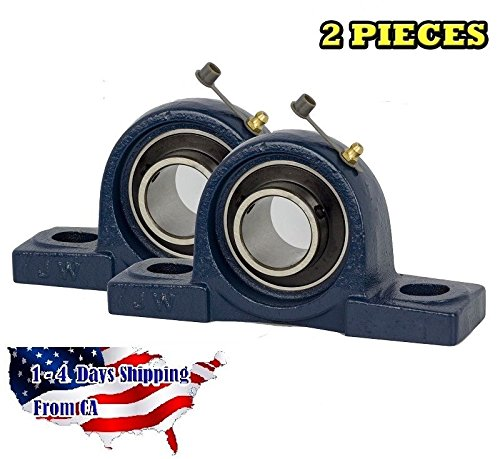 2 PIECES
J W
J W
1 - 4 Days Shipping
From CA